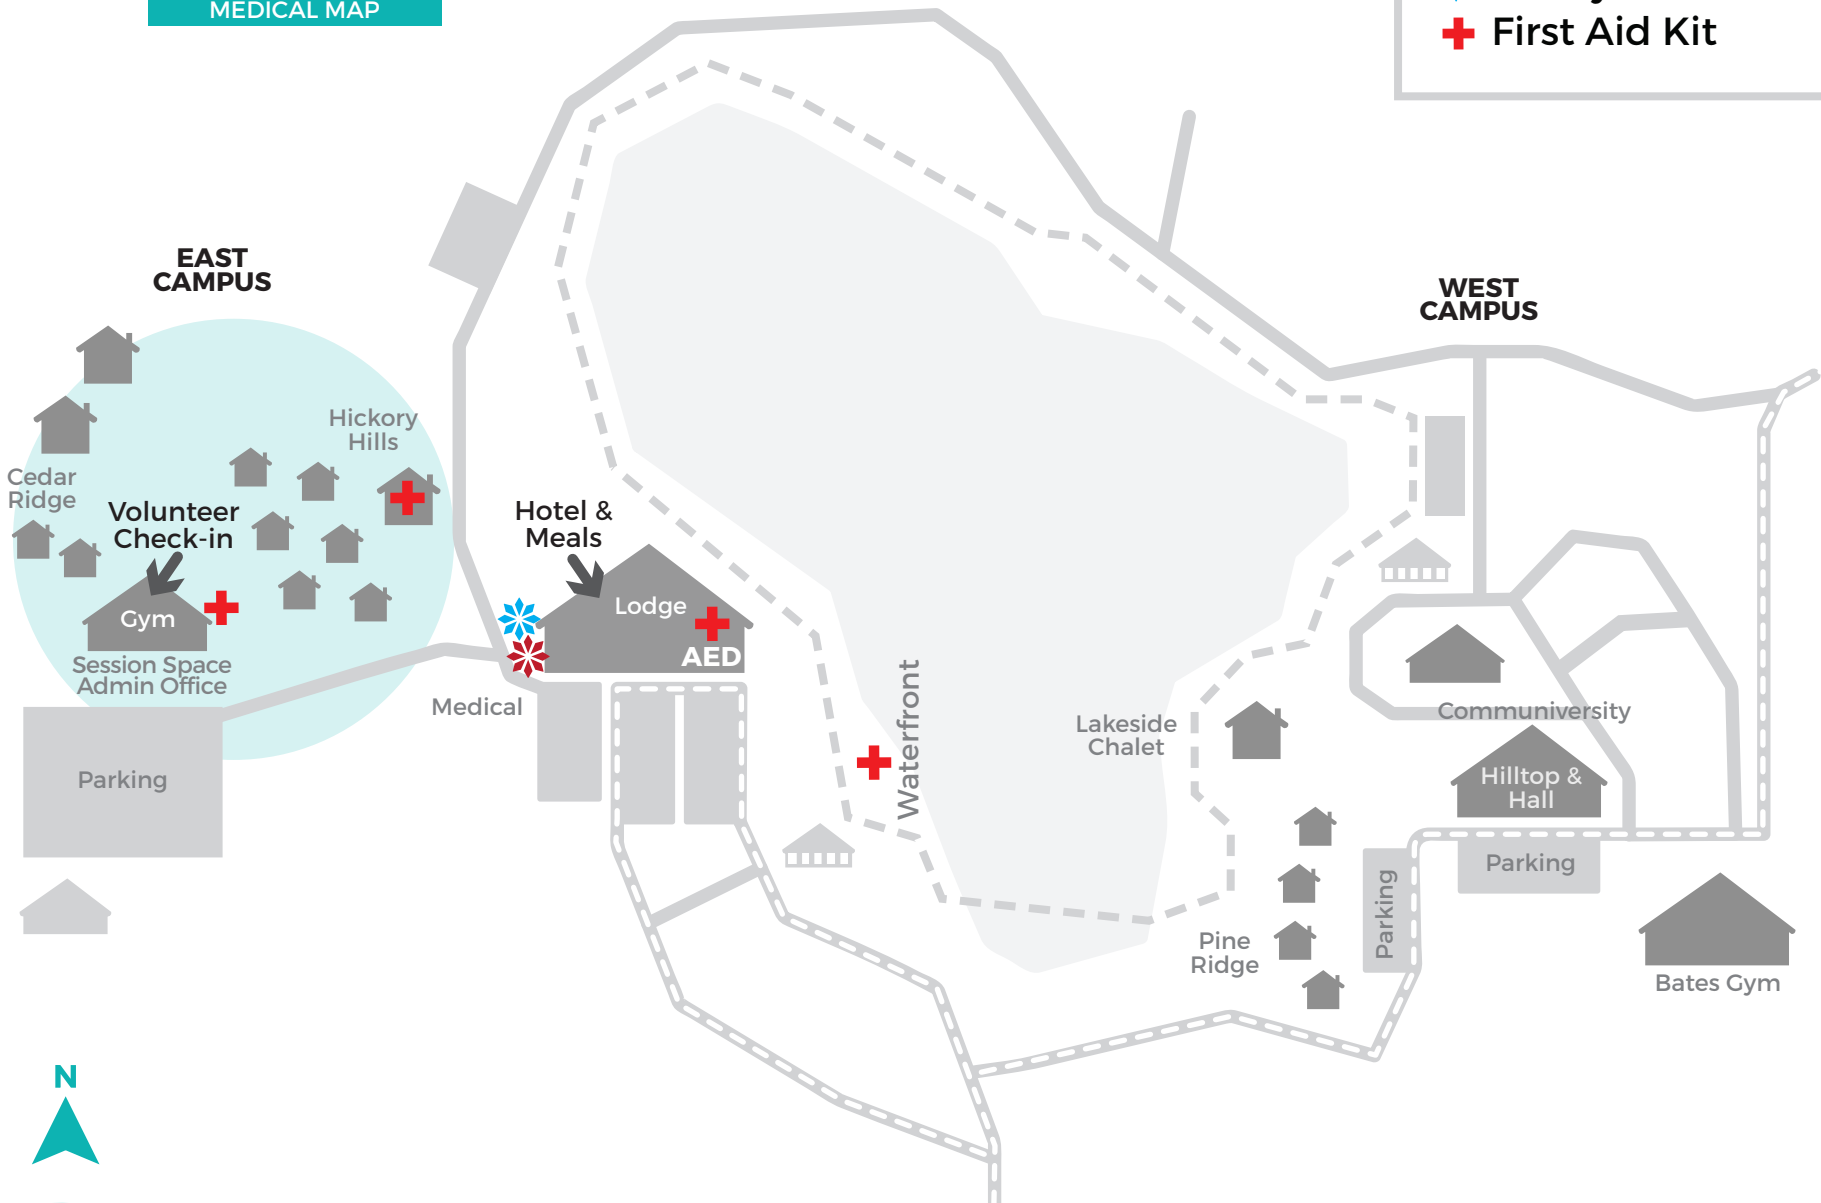 MEDICAL MAP
First Aid Kit
EAST
CAMPUS
WEST
CAMPUS
Hickory
Hills
Cedar
Ridge
Volunteer
Check-in
Hotel &
Meals
Gym
Lodge
AED
Session Space
Admin Office
Medical
Waterfront
Lakeside
Chalet
Communiversity
Hilltop &
Hall
Parking
Parking
Parking
Pine
Ridge
Bates Gym
N